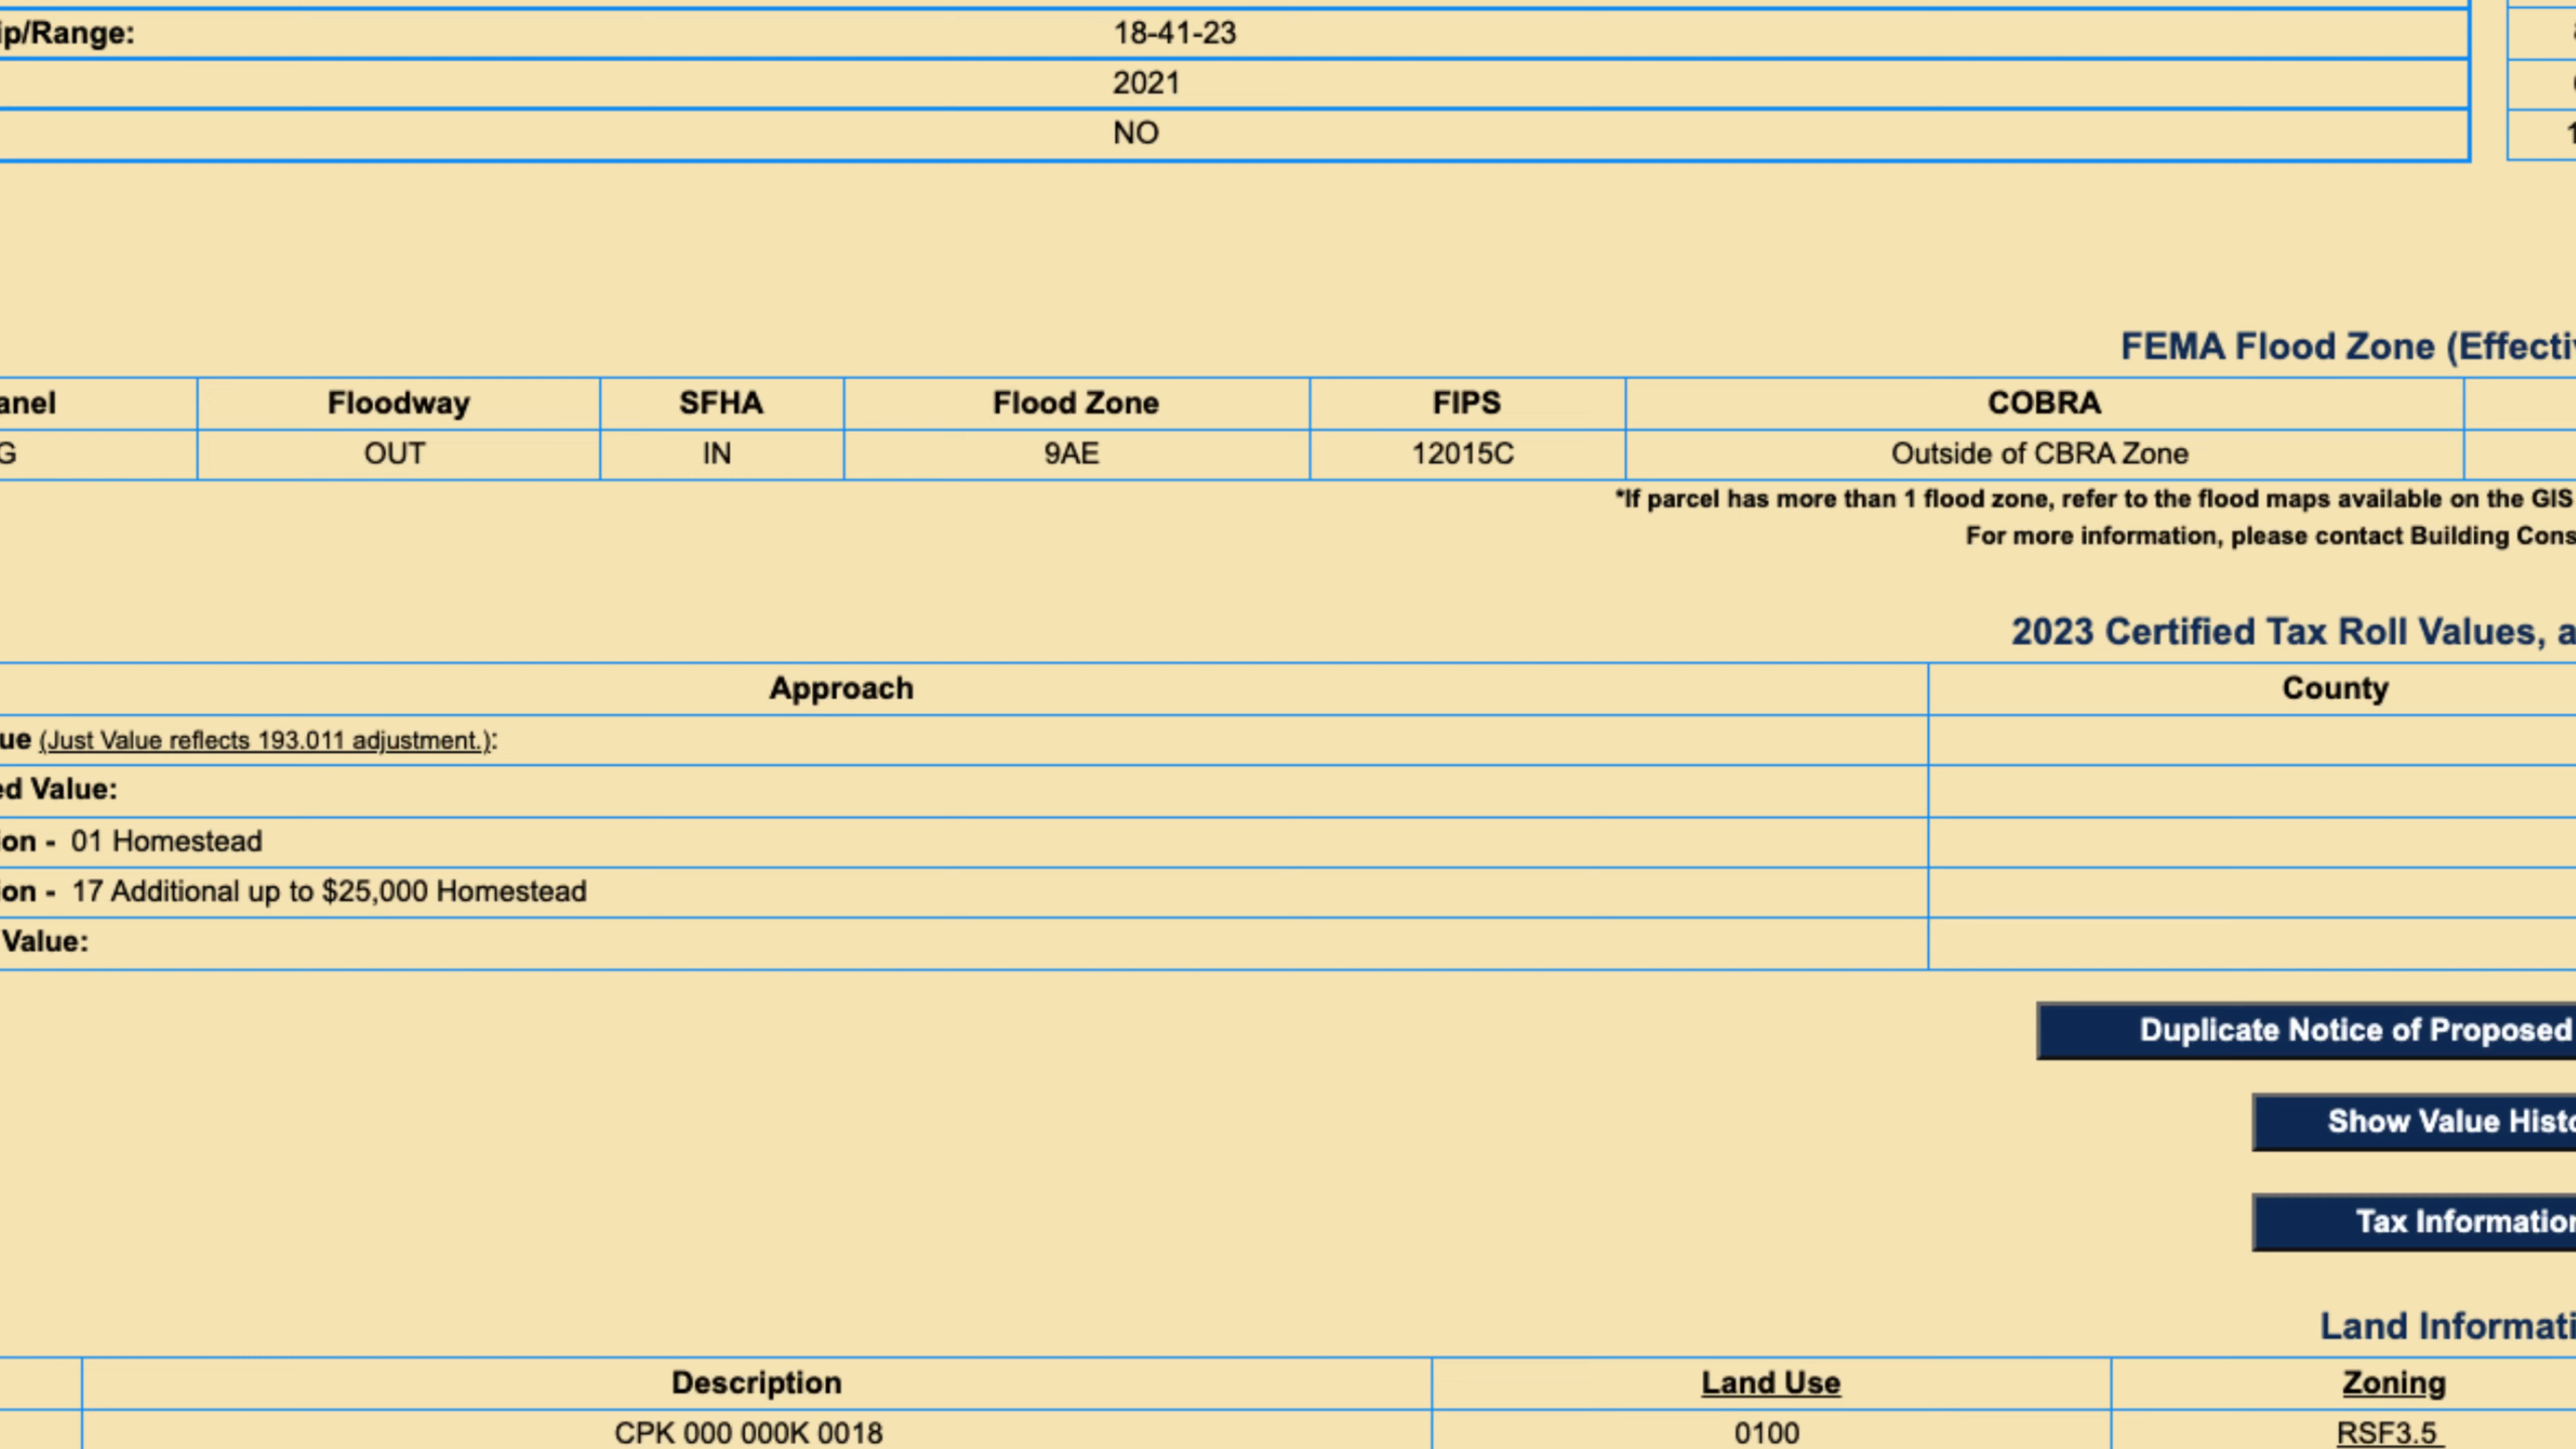 ip/Range: 18-41-23
2021
NO
FEMA Flood Zone (Effecti
anel Floodway SFHA Flood Zone FIPS COBRA
G OUT IN 9AE 12015C Outside of CBRA Zone
*If parcel has more than 1 flood zone, refer to the flood maps available on the GIS
For more information, please contact Building Cons
2023 Certified Tax Roll Values, a
Approach County
ue (Just Value reflects 193.011 adjustment.):
ed Value:
ion - 01 Homestead
ion - 17 Additional up to $25,000 Homestead
Value:
Duplicate Notice of Proposed
Show Value Histo
Tax Information
Land Informati
Description Land Use Zoning
CPK 000 000K 0018 0100 RSF3.5